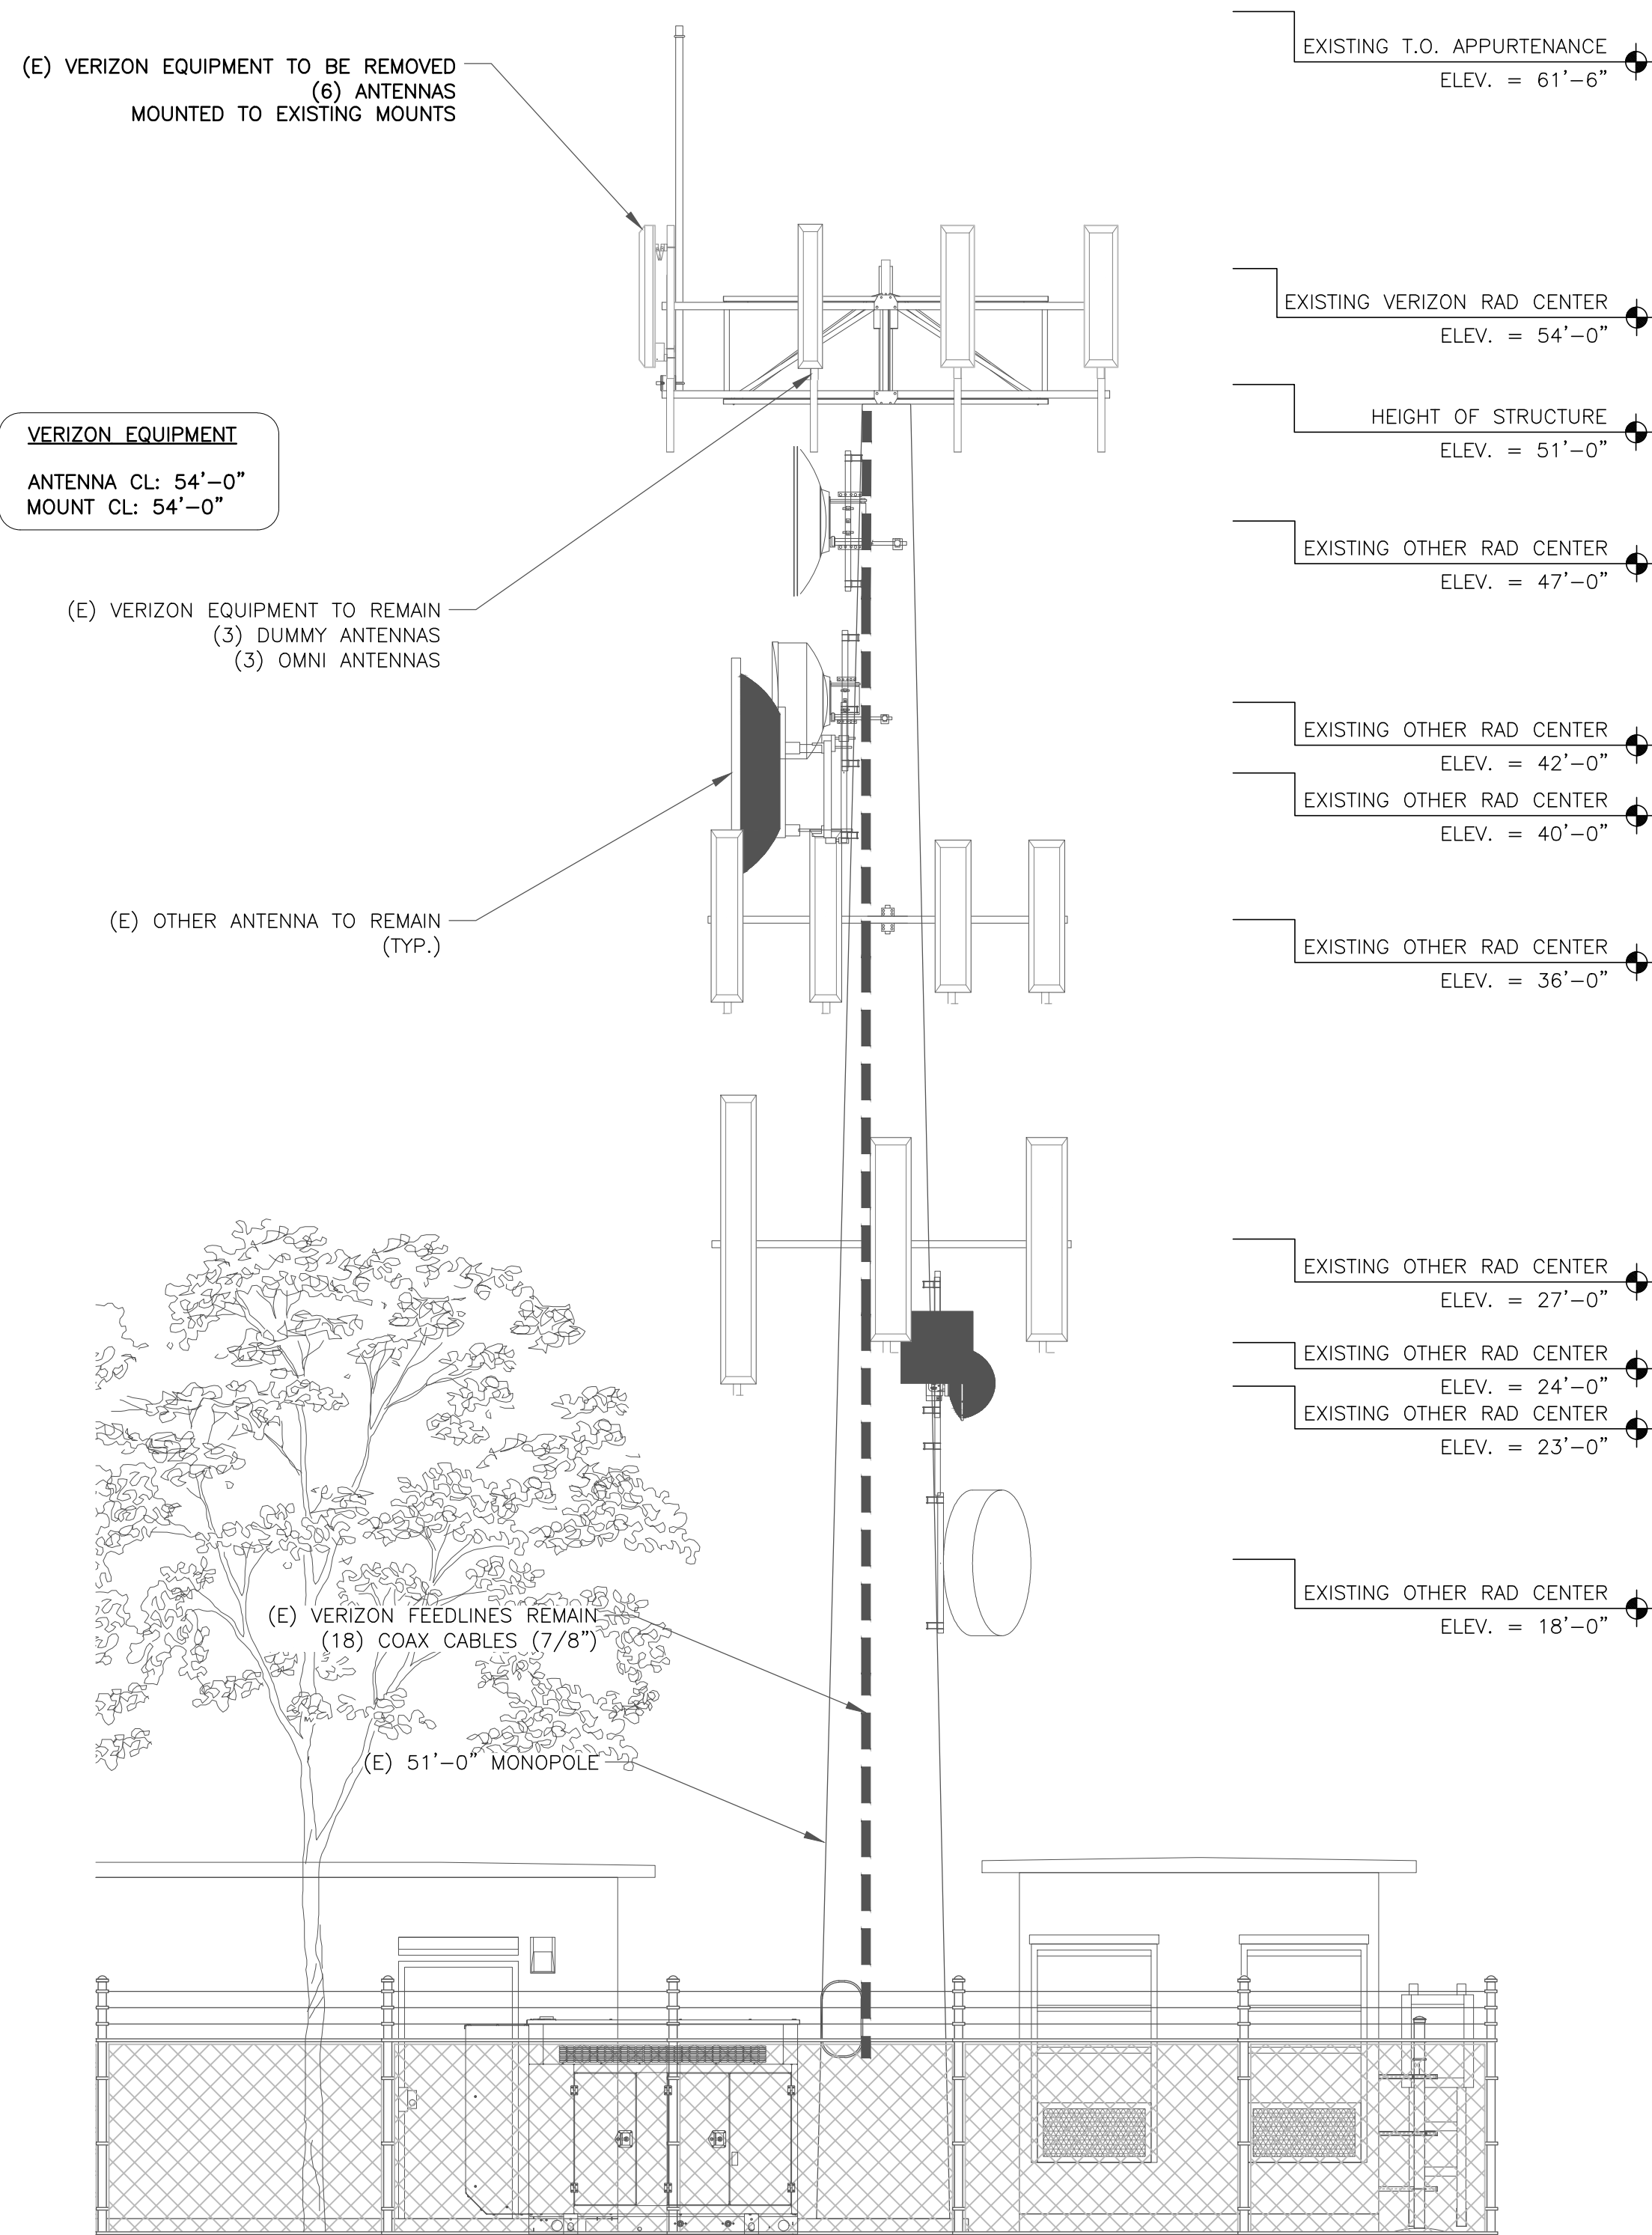 EXISTING T.O. APPURTENANCE
ELEV. = 61'-6"
(E) VERIZON EQUIPMENT TO BE REMOVED
(6) ANTENNAS
MOUNTED TO EXISTING MOUNTS
EXISTING VERIZON RAD CENTER
ELEV. = 54'-0"
HEIGHT OF STRUCTURE
ELEV. = 51'-0"
VERIZON EQUIPMENT
ANTENNA CL: 54'-0"
MOUNT CL: 54'-0"
EXISTING OTHER RAD CENTER
ELEV. = 47'-0"
(E) VERIZON EQUIPMENT TO REMAIN
(3) DUMMY ANTENNAS
(3) OMNI ANTENNAS
EXISTING OTHER RAD CENTER
ELEV. = 42'-0"
EXISTING OTHER RAD CENTER
ELEV. = 40'-0"
(E) OTHER ANTENNA TO REMAIN
(TYP.)
EXISTING OTHER RAD CENTER
ELEV. = 36'-0"
EXISTING OTHER RAD CENTER
ELEV. = 27'-0"
EXISTING OTHER RAD CENTER
ELEV. = 24'-0"
EXISTING OTHER RAD CENTER
ELEV. = 23'-0"
EXISTING OTHER RAD CENTER
ELEV. = 18'-0"
(E) VERIZON FEEDLINES REMAIN
(18) COAX CABLES (7/8")
(E) 51'-0" MONOPOLE